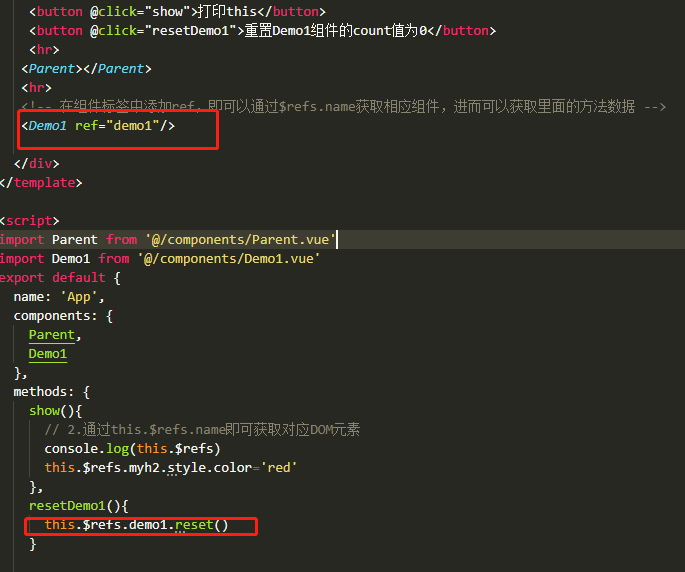 <button @click="show">打印this</button>
<button @click="resetDemo1">重置Demo1组件的count值为0</button>
<hr>
<Parent></Parent>
<hr>
<!-- 在组件标签中添加ref，即可以通过$refs.name获取相应组件，进而可以获取里面的方法数据 -->
<Demo1 ref="demo1"/>
</div>
</template>
<script>
import Parent from '@/components/Parent.vue'
import Demo1 from '@/components/Demo1.vue'
export default {
name: 'App',
components: {
Parent,
Demo1
},
methods: {
show(){
// 2.通过this.$refs.name即可获取对应DOM元素
console.log(this.$refs)
this.$refs.myh2.style.color='red'
},
resetDemo1(){
this.$refs.demo1.reset()
}